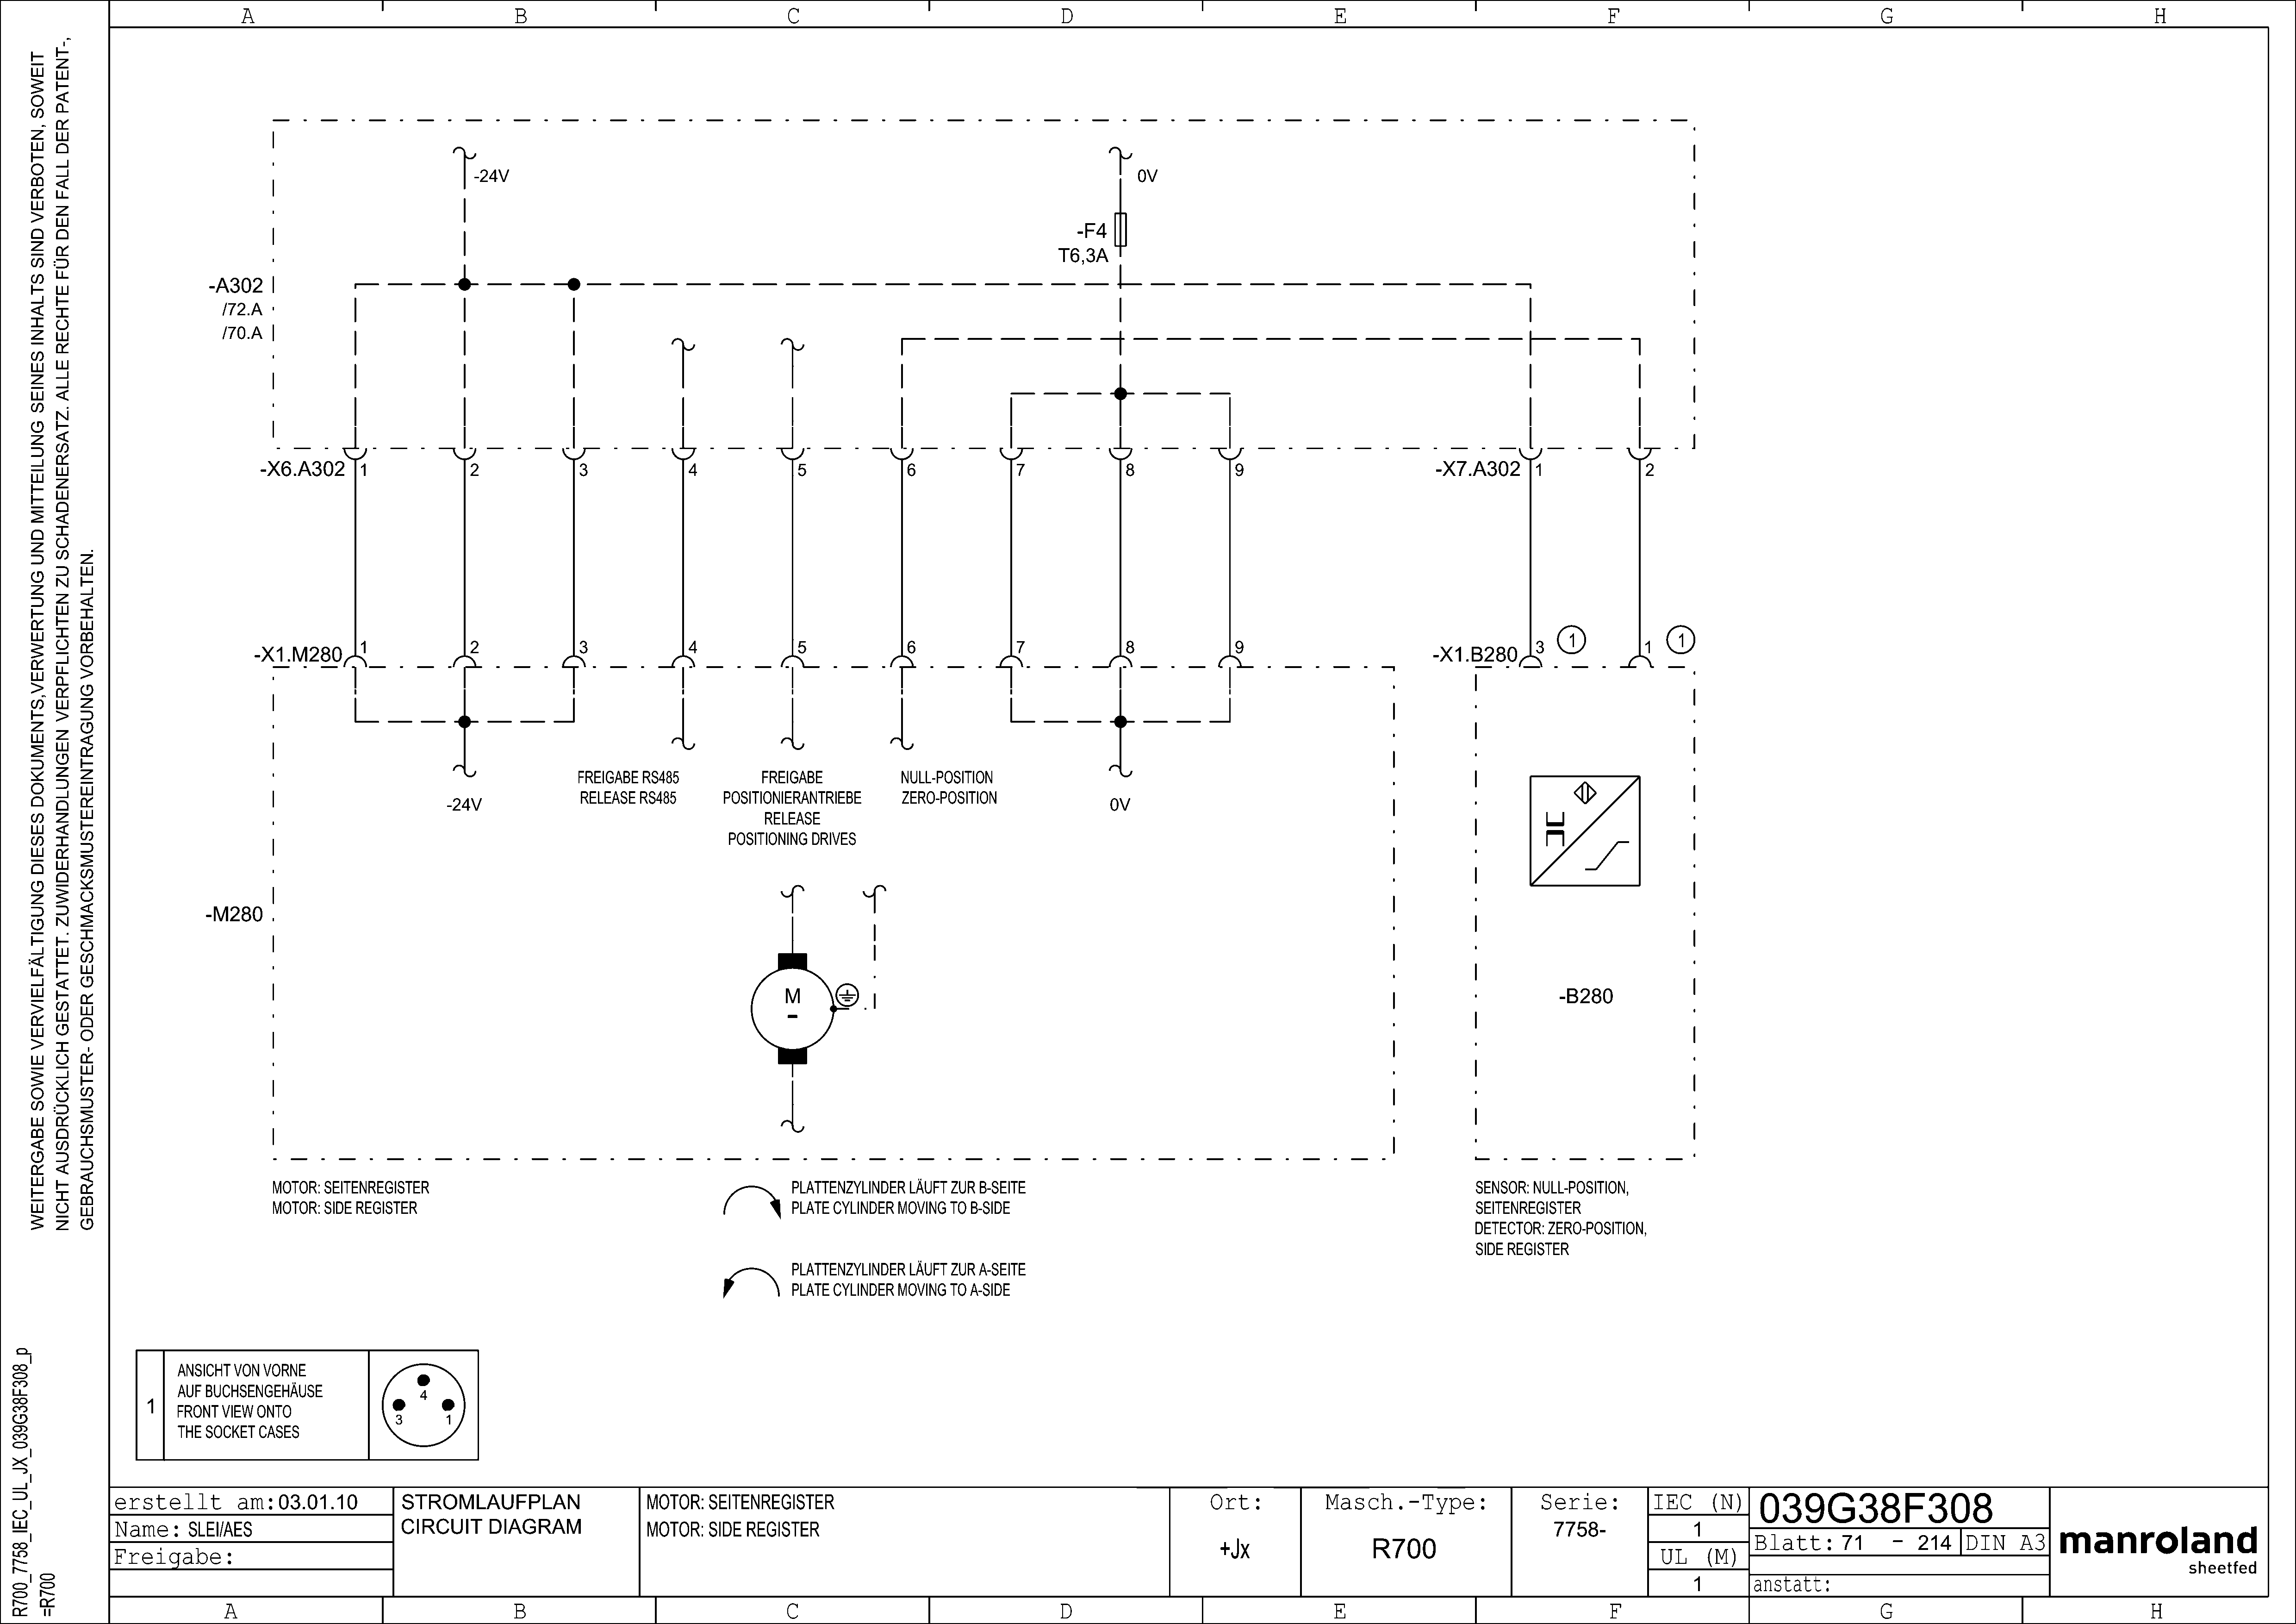 A B C D E F G H
WEITERGABE SOWIE VERVIELFÄLTIGUNG DIESES DOKUMENTS,VERWERTUNG UND MITTEILUNG SEINES INHALTS SIND VERBOTEN, SOWEIT
NICHT AUSDRÜCKLICH GESTATTET. ZUWIDERHANDLUNGEN VERPFLICHTEN ZU SCHADENERSATZ. ALLE RECHTE FÜR DEN FALL DER PATENT-,
GEBRAUCHSMUSTER- ODER GESCHMACKSMUSTEREINTRAGUNG VORBEHALTEN.
R700_7758_IEC_UL_JX_039G38F308_p
=R700
-24V
0V
-F4
T6,3A
-A302
/72.A
/70.A
-X6.A302 1 2 3 4 5 6 7 8 9
-X7.A302 1 2
-X1.M280 1 2 3 4 5 6 7 8 9
-X1.B280 3 1 1 1
-24V
FREIGABE RS485
RELEASE RS485
FREIGABE
POSITIONIERANTRIEBE
RELEASE
POSITIONING DRIVES
NULL-POSITION
ZERO-POSITION
0V
-M280
M
-
-B280
MOTOR: SEITENREGISTER
MOTOR: SIDE REGISTER
PLATTENZYLINDER LÄUFT ZUR B-SEITE
PLATE CYLINDER MOVING TO B-SIDE
PLATTENZYLINDER LÄUFT ZUR A-SEITE
PLATE CYLINDER MOVING TO A-SIDE
SENSOR: NULL-POSITION,
SEITENREGISTER
DETECTOR: ZERO-POSITION,
SIDE REGISTER
1
ANSICHT VON VORNE
AUF BUCHSENGEHÄUSE
FRONT VIEW ONTO
THE SOCKET CASES
4
3 1
erstellt am: 03.01.10
Name: SLEI/AES
Freigabe:
STROMLAUFPLAN
CIRCUIT DIAGRAM
MOTOR: SEITENREGISTER
MOTOR: SIDE REGISTER
Ort:
+Jx
Masch.-Type:
R700
Serie:
7758-
IEC (N)
1
UL (M)
1
039G38F308
Blatt: 71 - 214 DIN A3
anstatt:
manroland
sheetfed
A B C D E F G H